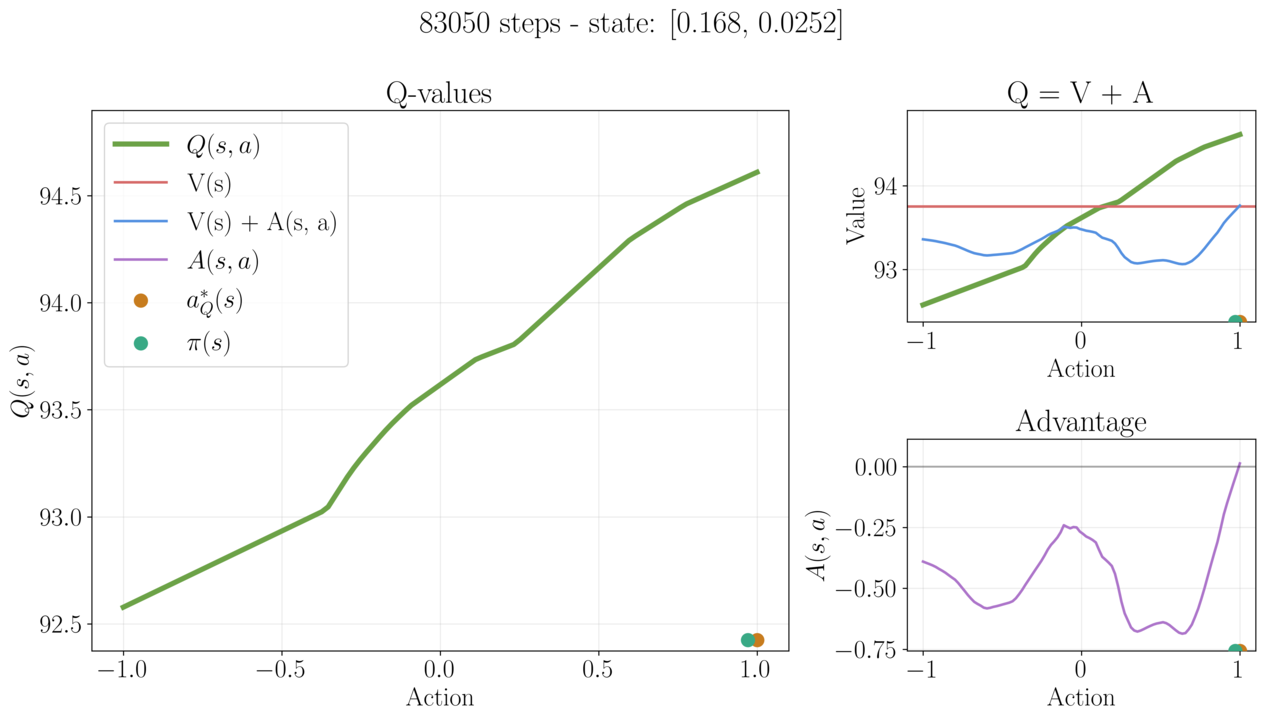 83050 steps - state: [0.168, 0.0252]
Q-values
Q(s, a)
V(s)
V(s) + A(s, a)
A(s, a)
a*Q(s)
π(s)
94.5
94.0
93.5
93.0
92.5
Q(s, a)
−1.0
−0.5
0.0
0.5
1.0
Action
Q = V + A
94
93
Value
−1
0
1
Action
Advantage
0.00
−0.25
−0.50
−0.75
A(s, a)
−1
0
1
Action